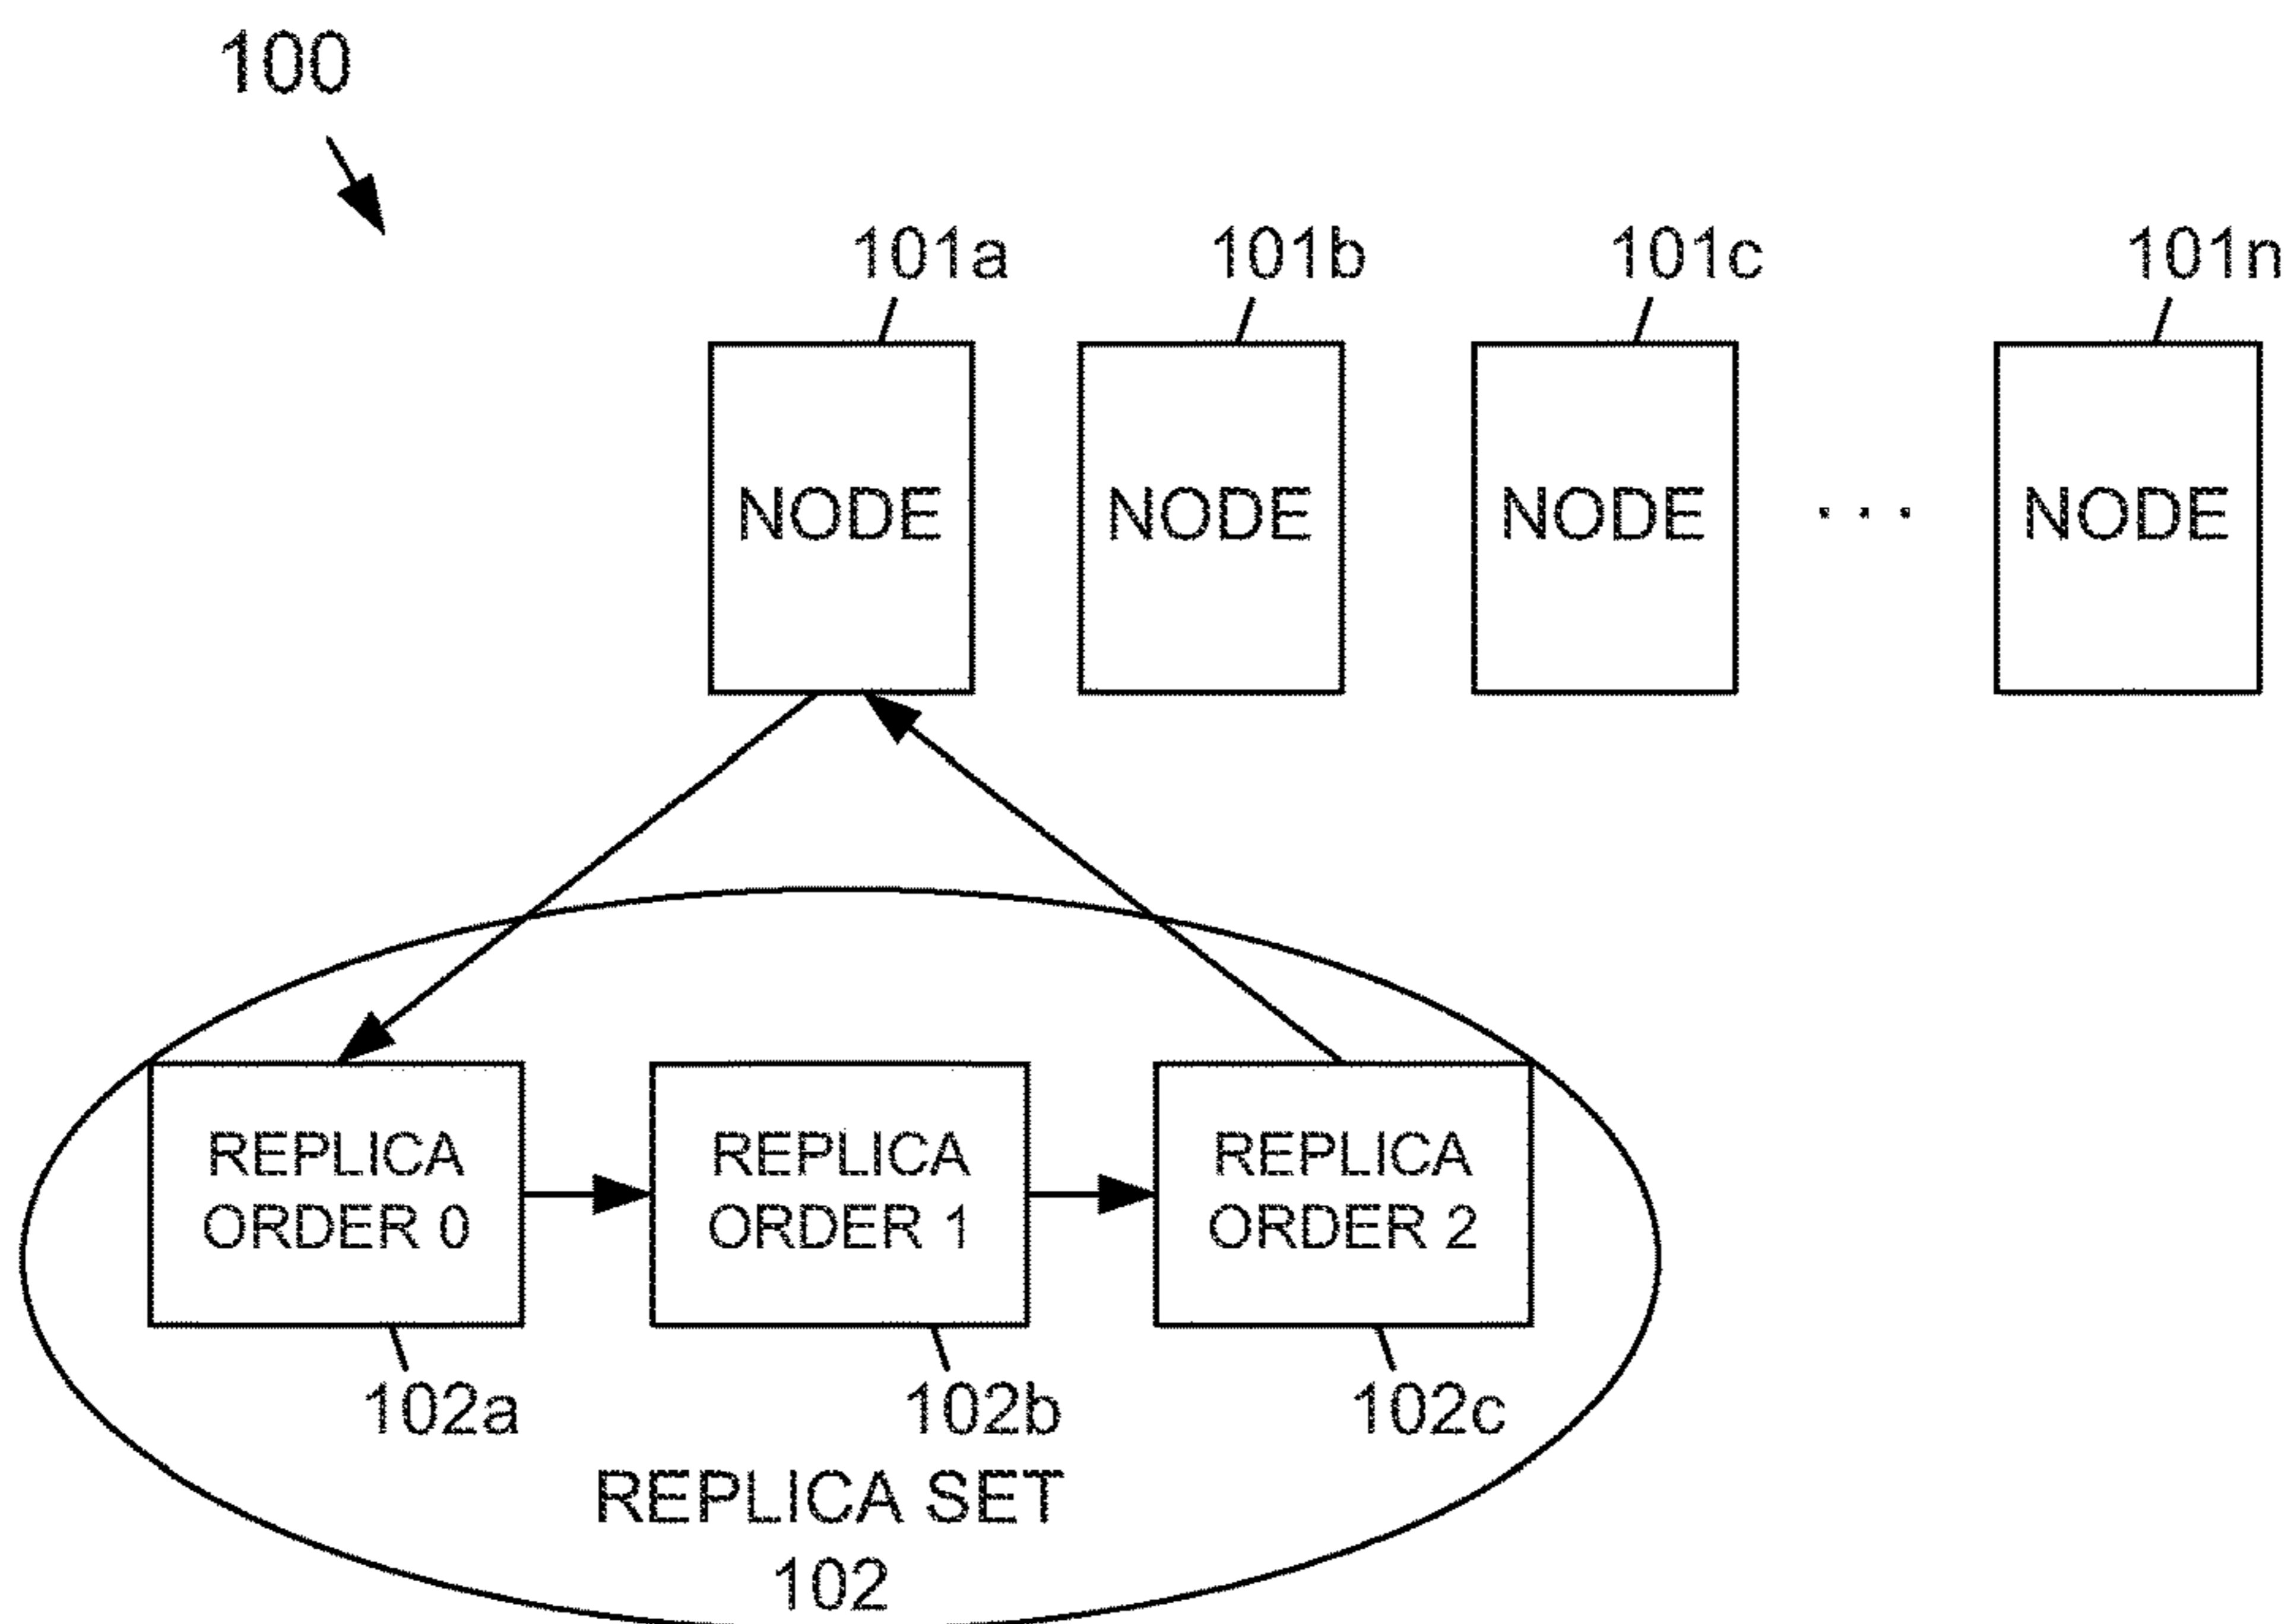 100
101a 101b 101c 101n
NODE NODE NODE ... NODE
REPLICA REPLICA REPLICA
ORDER 0 ORDER 1 ORDER 2
102a 102b 102c
REPLICA SET
102